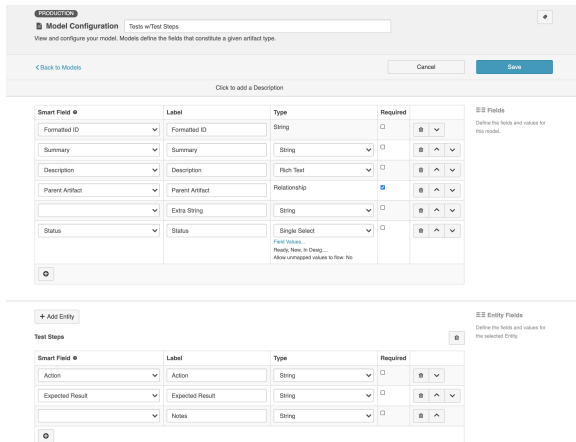 PRODUCTION
Model Configuration Tests w/Test Steps
View and configure your model. Models define the fields that constitute a given artifact type.
Back to Models
Cancel
Save
Click to add a Description
Smart Field Label Type Required
Formatted ID Formatted ID String
Summary Summary String
Description Description Rich Text
Parent Artifact Parent Artifact Relationship
Extra String String
Status Status Single Select
Field Values...
Ready, New, In Desig....
Allow unmapped values to flow: No
Fields
Define the fields and values for
this model.
+ Add Entity
Test Steps
Smart Field Label Type Required
Action Action String
Expected Result Expected Result String
Notes String
Entity Fields
Define the fields and values for
the selected Entity.